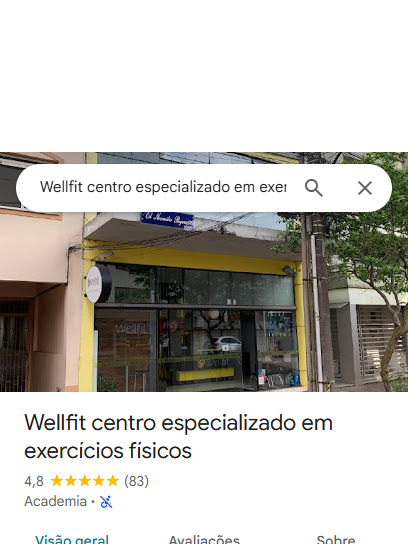 Wellfit centro especializado em exer
Wellfit
Wellfit centro especializado em
exercícios físicos
4,8 (83)
Academia •
Visão geral
Avaliações
Sobre